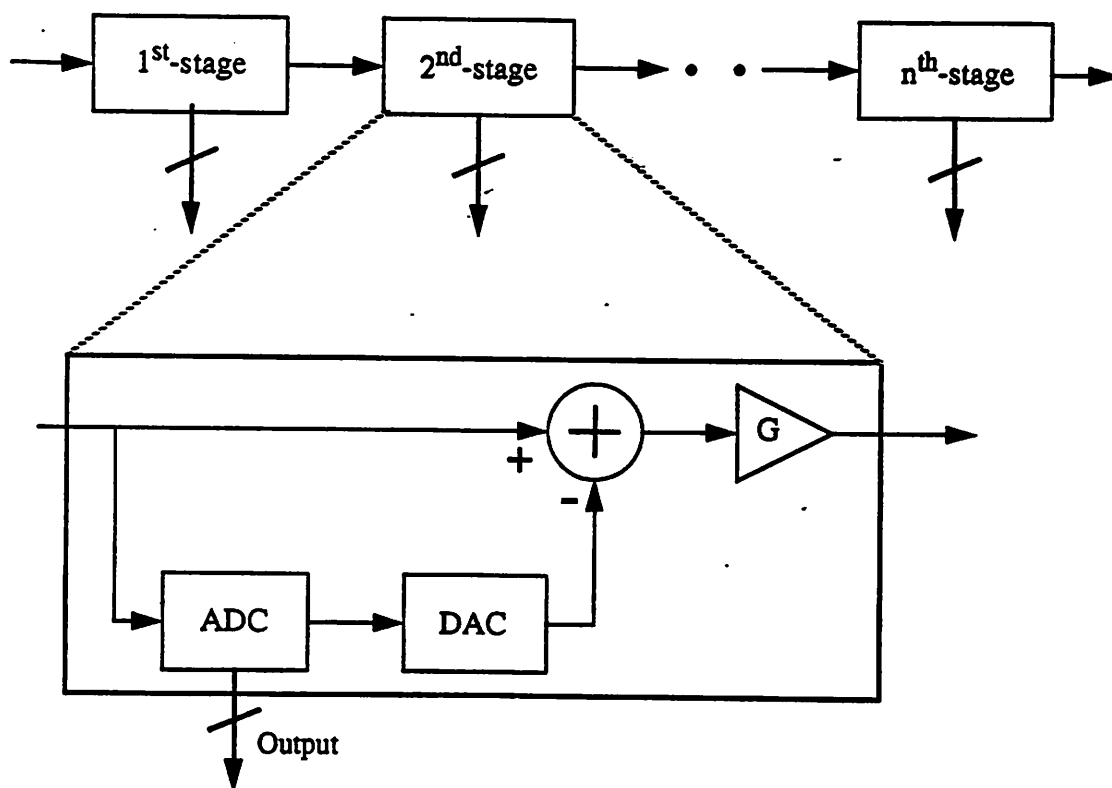 1st-stage
2nd-stage
nth-stage
+
-
G
ADC
DAC
Output